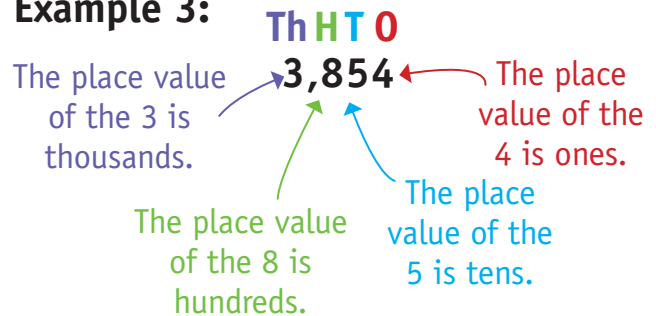 Example 3:
Th H T O
3,854
The place value
of the 3 is
thousands.
The place value
of the 8 is
hundreds.
The place
value of the
5 is tens.
The place
value of the
4 is ones.